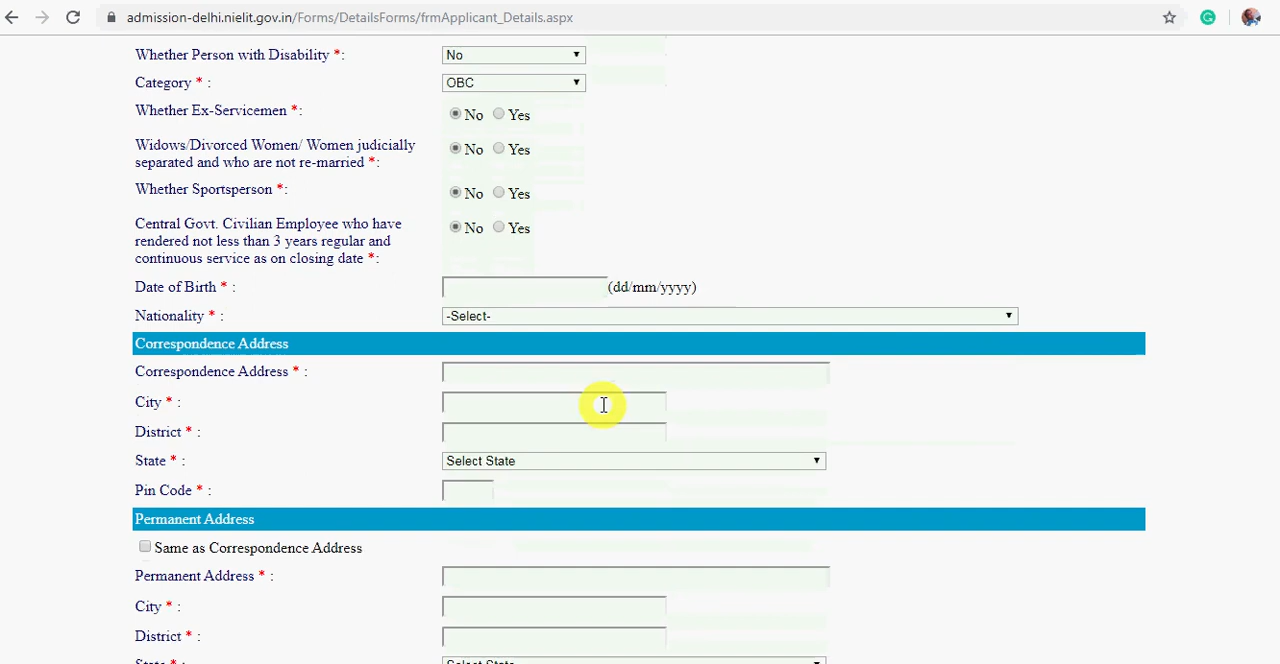 admission-delhi.nielit.gov.in/Forms/DetailsForms/frmApplicant_Details.aspx
Whether Person with Disability *: No
Category * : OBC
Whether Ex-Servicemen *: No Yes
Widows/Divorced Women/ Women judicially
separated and who are not re-married *: No Yes
Whether Sportsperson *: No Yes
Central Govt. Civilian Employee who have
rendered not less than 3 years regular and
continuous service as on closing date *: No Yes
Date of Birth * : (dd/mm/yyyy)
Nationality * : -Select-
Correspondence Address
Correspondence Address * :
City * :
District * :
State * : Select State
Pin Code * :
Permanent Address
Same as Correspondence Address
Permanent Address * :
City * :
District * :
State * : Select State